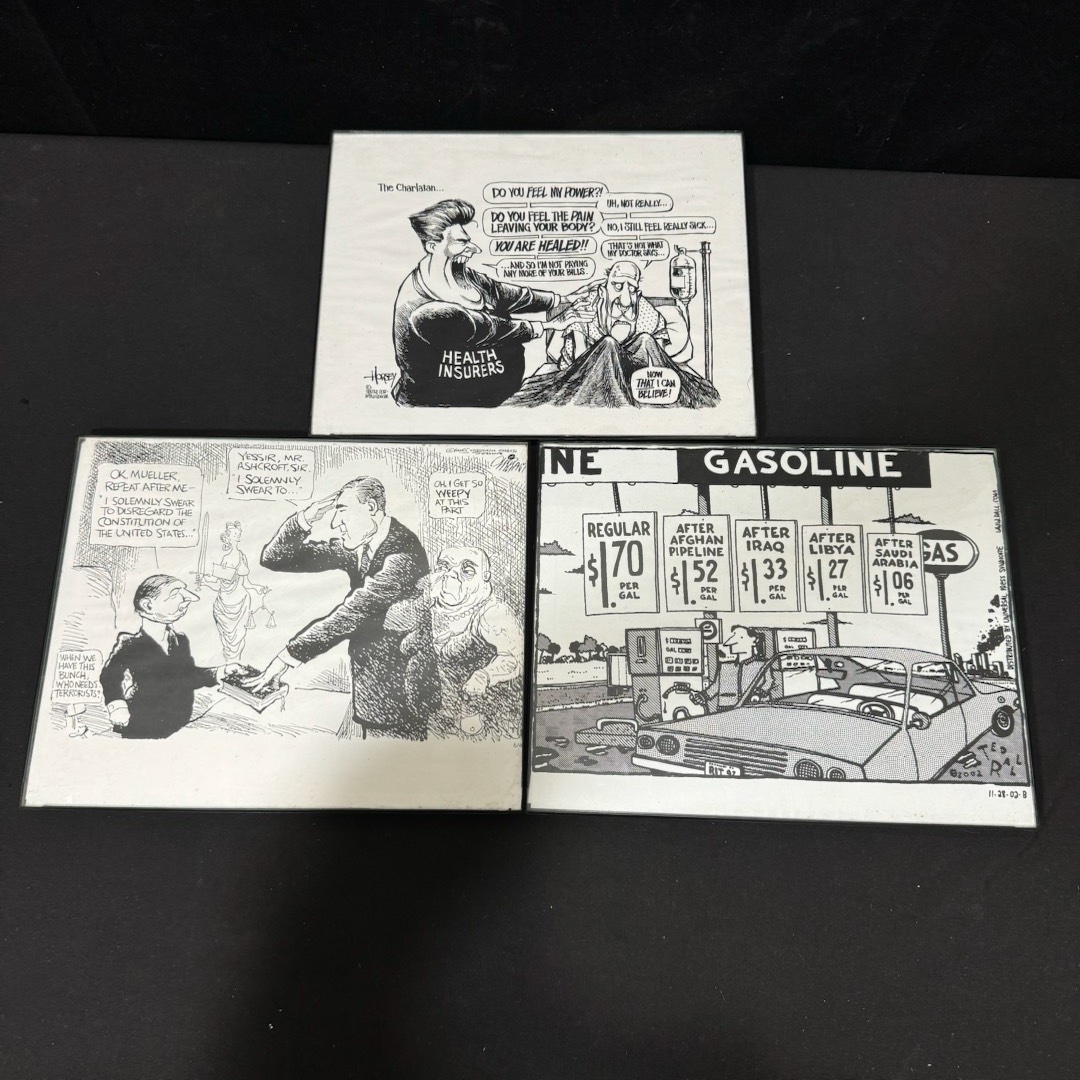 The Charlatan...
DO YOU FEEL MY POWER?!
UH, NOT REALLY...
DO YOU FEEL THE PAIN
LEAVING YOUR BODY?
NO, I STILL FEEL REALLY SICK...
YOU ARE HEALED!!
THAT'S NOT WHAT
MY DOCTOR SAYS...
...AND SO I'M NOT PAYING
ANY MORE OF YOUR BILLS.
HEALTH
INSURERS
HORSEY
NOW
THAT I CAN
BELIEVE!
OK, MUELLER,
REPEAT AFTER ME—
"I SOLEMNLY SWEAR
TO DISREGARD THE
CONSTITUTION OF
THE UNITED STATES..."
YESSIR, MR.
ASHCROFT, SIR.
"I SOLEMNLY
SWEAR TO..."
OH, I GET SO
WEEPY
AT THIS
PART
WHEN WE
HAVE THIS
BUNCH,
WHO NEEDS
TERRORISTS?
NE
GASOLINE
REGULAR
$1.70
PER
GAL
AFTER
AFGHAN
PIPELINE
$1.52
PER
GAL
AFTER
IRAQ
$1.33
PER
GAL
AFTER
LIBYA
$1.27
PER
GAL
AFTER
SAUDI
ARABIA
$1.06
PER
GAL
GAS
DISTRIBUTED BY UNIVERSAL PRESS SYNDICATE
TED
RALL
©2002
11-28-02-B